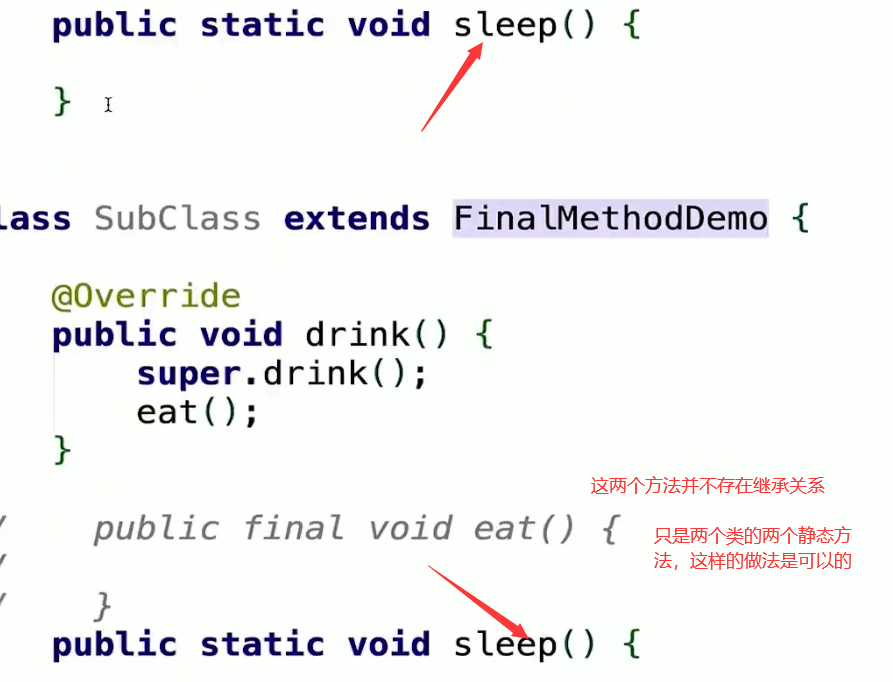 public static void sleep() {
}
lass SubClass extends FinalMethodDemo {
@Override
public void drink() {
super.drink();
eat();
}
这两个方法并不存在继承关系
/ public final void eat() {
只是两个类的两个静态方
法，这样的做法是可以的
/
/ }
public static void sleep() {